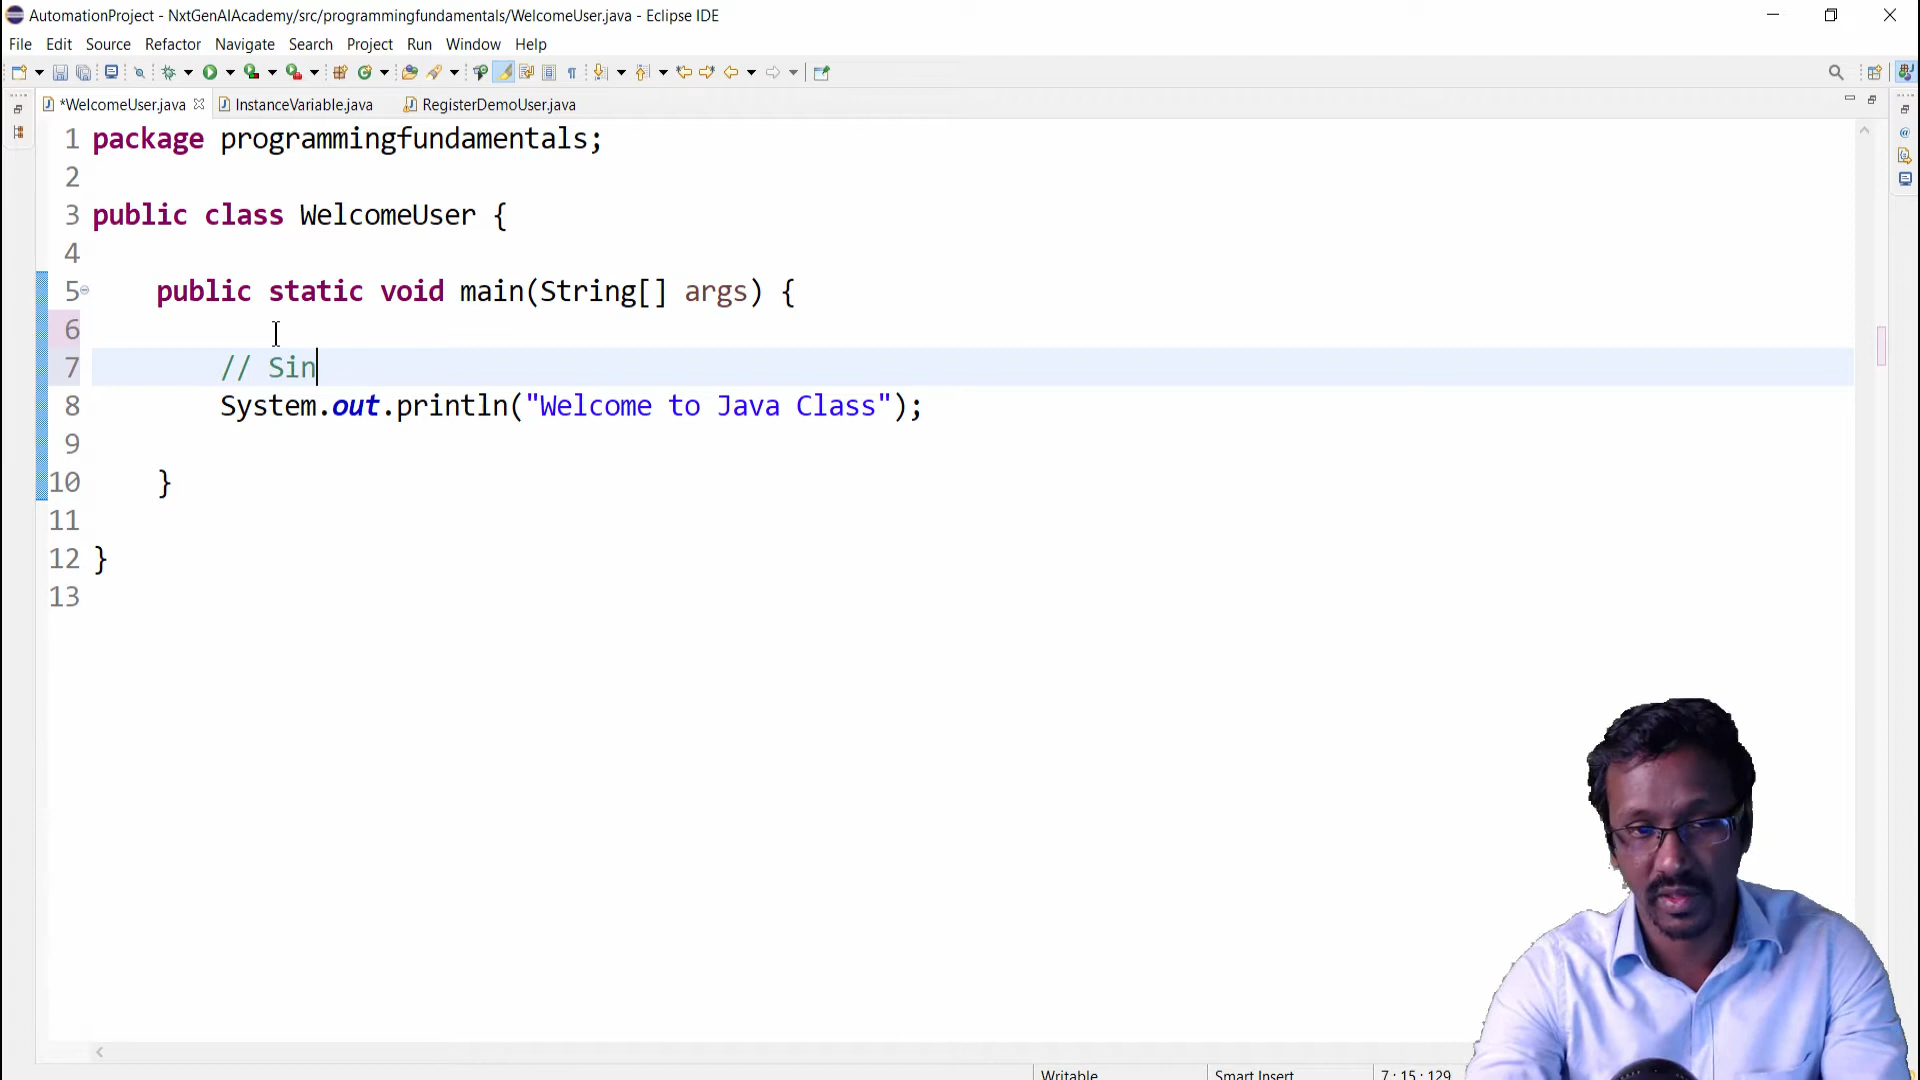 AutomationProject - NxtGenAIAcademy/src/programmingfundamentals/WelcomeUser.java - Eclipse IDE
File Edit Source Refactor Navigate Search Project Run Window Help
*WelcomeUser.java InstanceVariable.java RegisterDemoUser.java
1 package programmingfundamentals;
2
3 public class WelcomeUser {
4
5 public static void main(String[] args) {
6
7 // Sin
8 System.out.println("Welcome to Java Class");
9
10 }
11
12 }
13
Writable Smart Insert 7 : 15 : 129